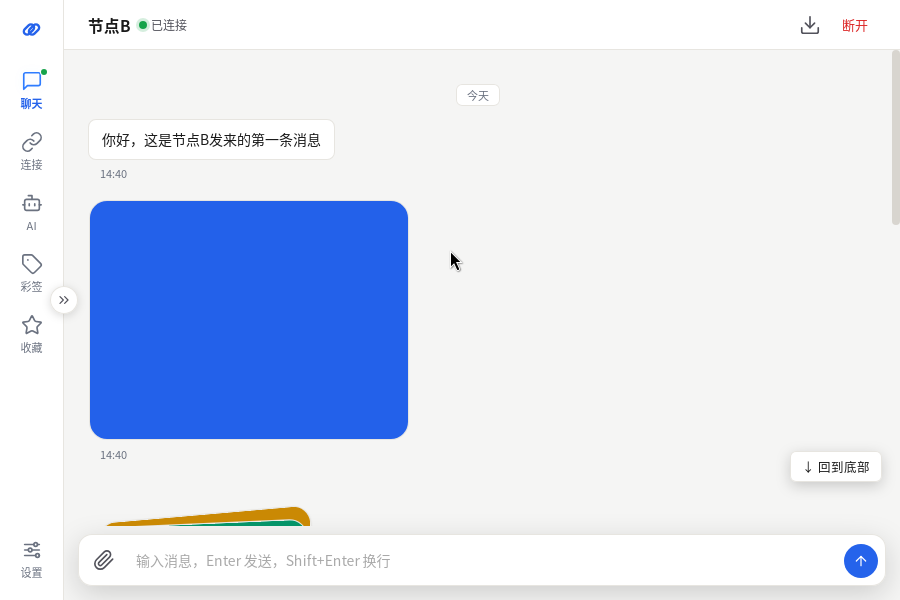 节点B
已连接
断开
聊天
连接
AI
彩签
收藏
设置
今天
你好，这是节点B发来的第一条消息
14:40
14:40
↓ 回到底部
输入消息，Enter 发送，Shift+Enter 换行